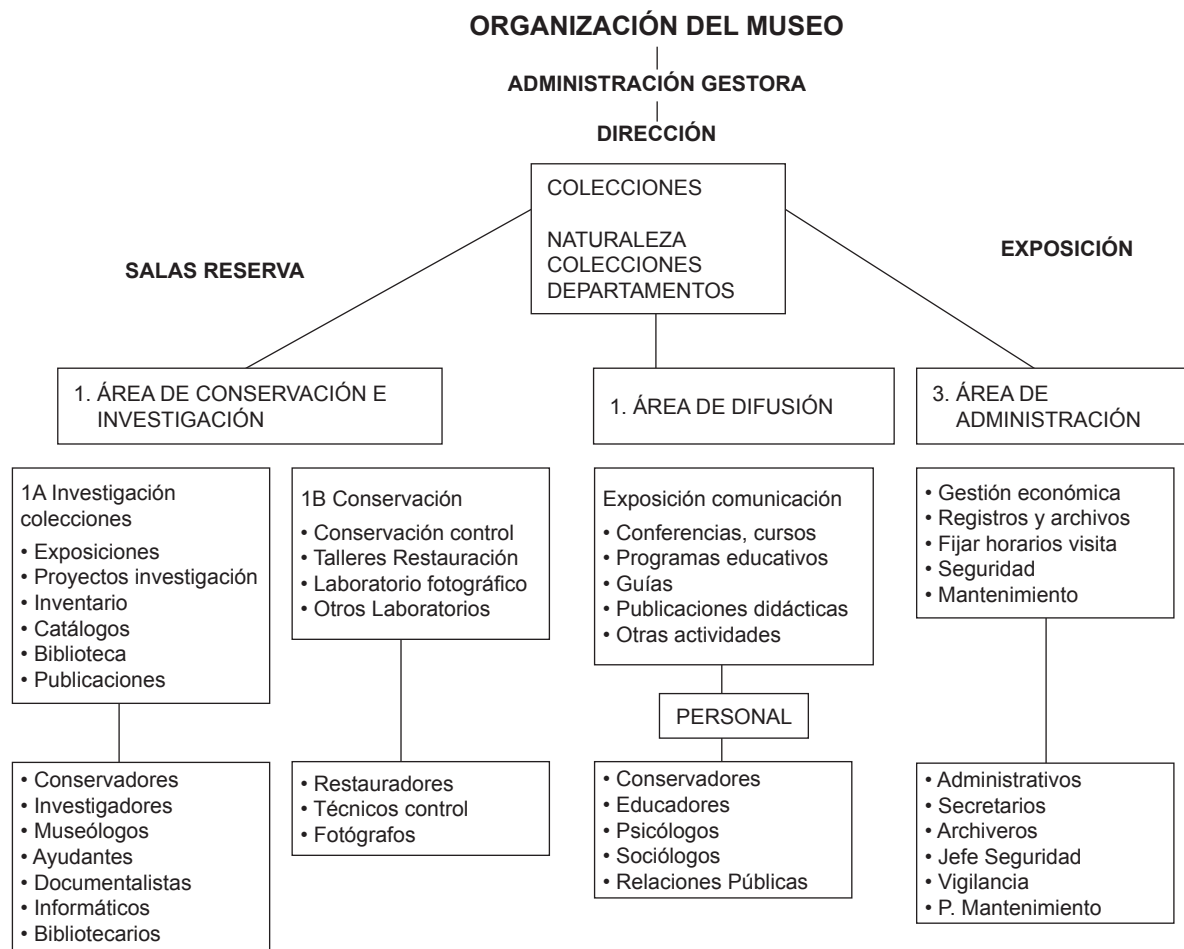 ORGANIZACIÓN DEL MUSEO
ADMINISTRACIÓN GESTORA
DIRECCIÓN
COLECCIONES
NATURALEZA
COLECCIONES
DEPARTAMENTOS
SALAS RESERVA
EXPOSICIÓN
1. ÁREA DE CONSERVACIÓN E
INVESTIGACIÓN
1. ÁREA DE DIFUSIÓN
3. ÁREA DE
ADMINISTRACIÓN
1A Investigación
colecciones
• Exposiciones
• Proyectos investigación
• Inventario
• Catálogos
• Biblioteca
• Publicaciones
1B Conservación
• Conservación control
• Talleres Restauración
• Laboratorio fotográfico
• Otros Laboratorios
Exposición comunicación
• Conferencias, cursos
• Programas educativos
• Guías
• Publicaciones didácticas
• Otras actividades
• Gestión económica
• Registros y archivos
• Fijar horarios visita
• Seguridad
• Mantenimiento
PERSONAL
• Conservadores
• Investigadores
• Museólogos
• Ayudantes
• Documentalistas
• Informáticos
• Bibliotecarios
• Restauradores
• Técnicos control
• Fotógrafos
• Conservadores
• Educadores
• Psicólogos
• Sociólogos
• Relaciones Públicas
• Administrativos
• Secretarios
• Archiveros
• Jefe Seguridad
• Vigilancia
• P. Mantenimiento